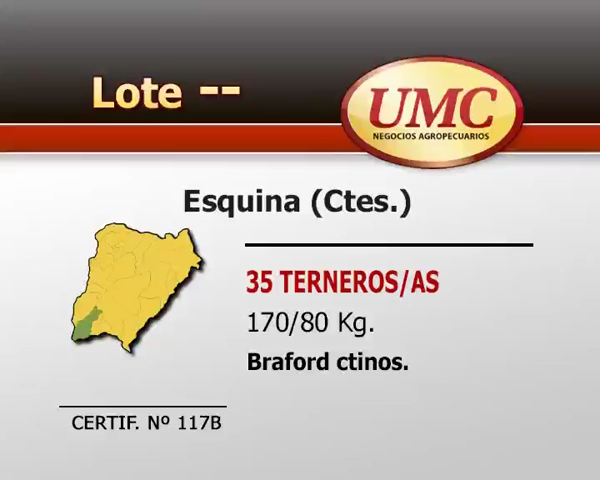 Lote --
UMC
NEGOCIOS AGROPECUARIOS
Esquina (Ctes.)
35 TERNEROS/AS
170/80 Kg.
Braford ctinos.
CERTIF. Nº 117B